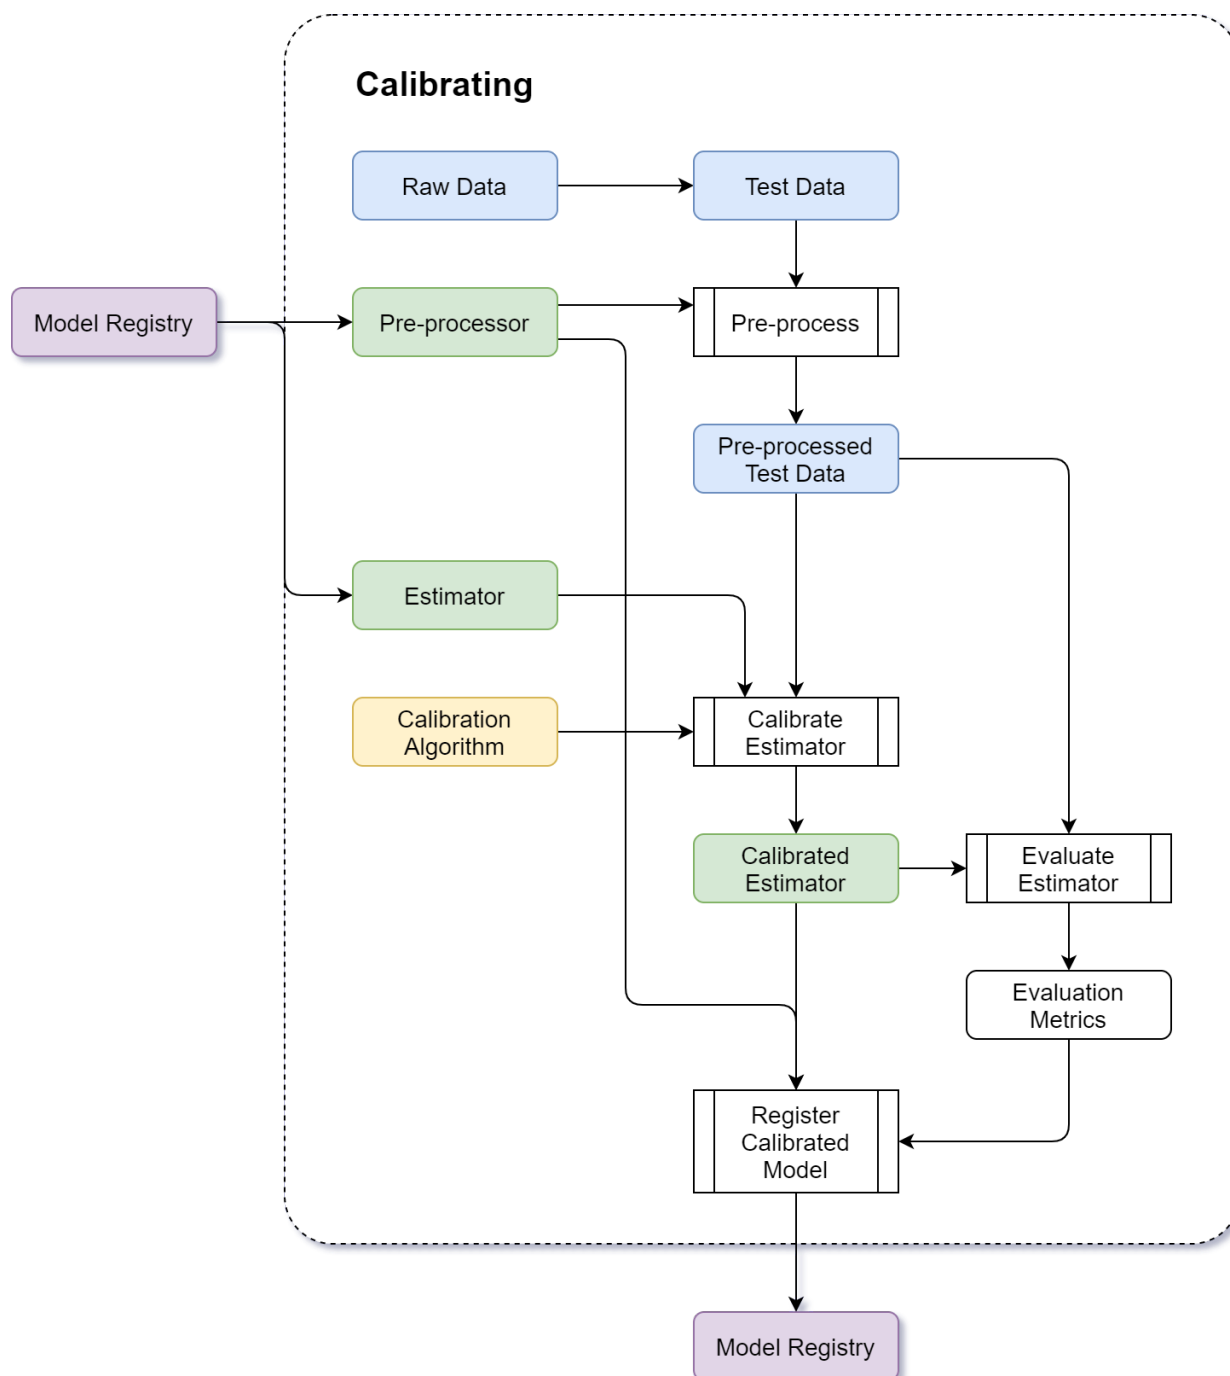 Calibrating
Raw Data
Test Data
Model Registry
Pre-processor
Pre-process
Pre-processed
Test Data
Estimator
Calibration
Algorithm
Calibrate
Estimator
Calibrated
Estimator
Evaluate
Estimator
Evaluation
Metrics
Register
Calibrated
Model
Model Registry